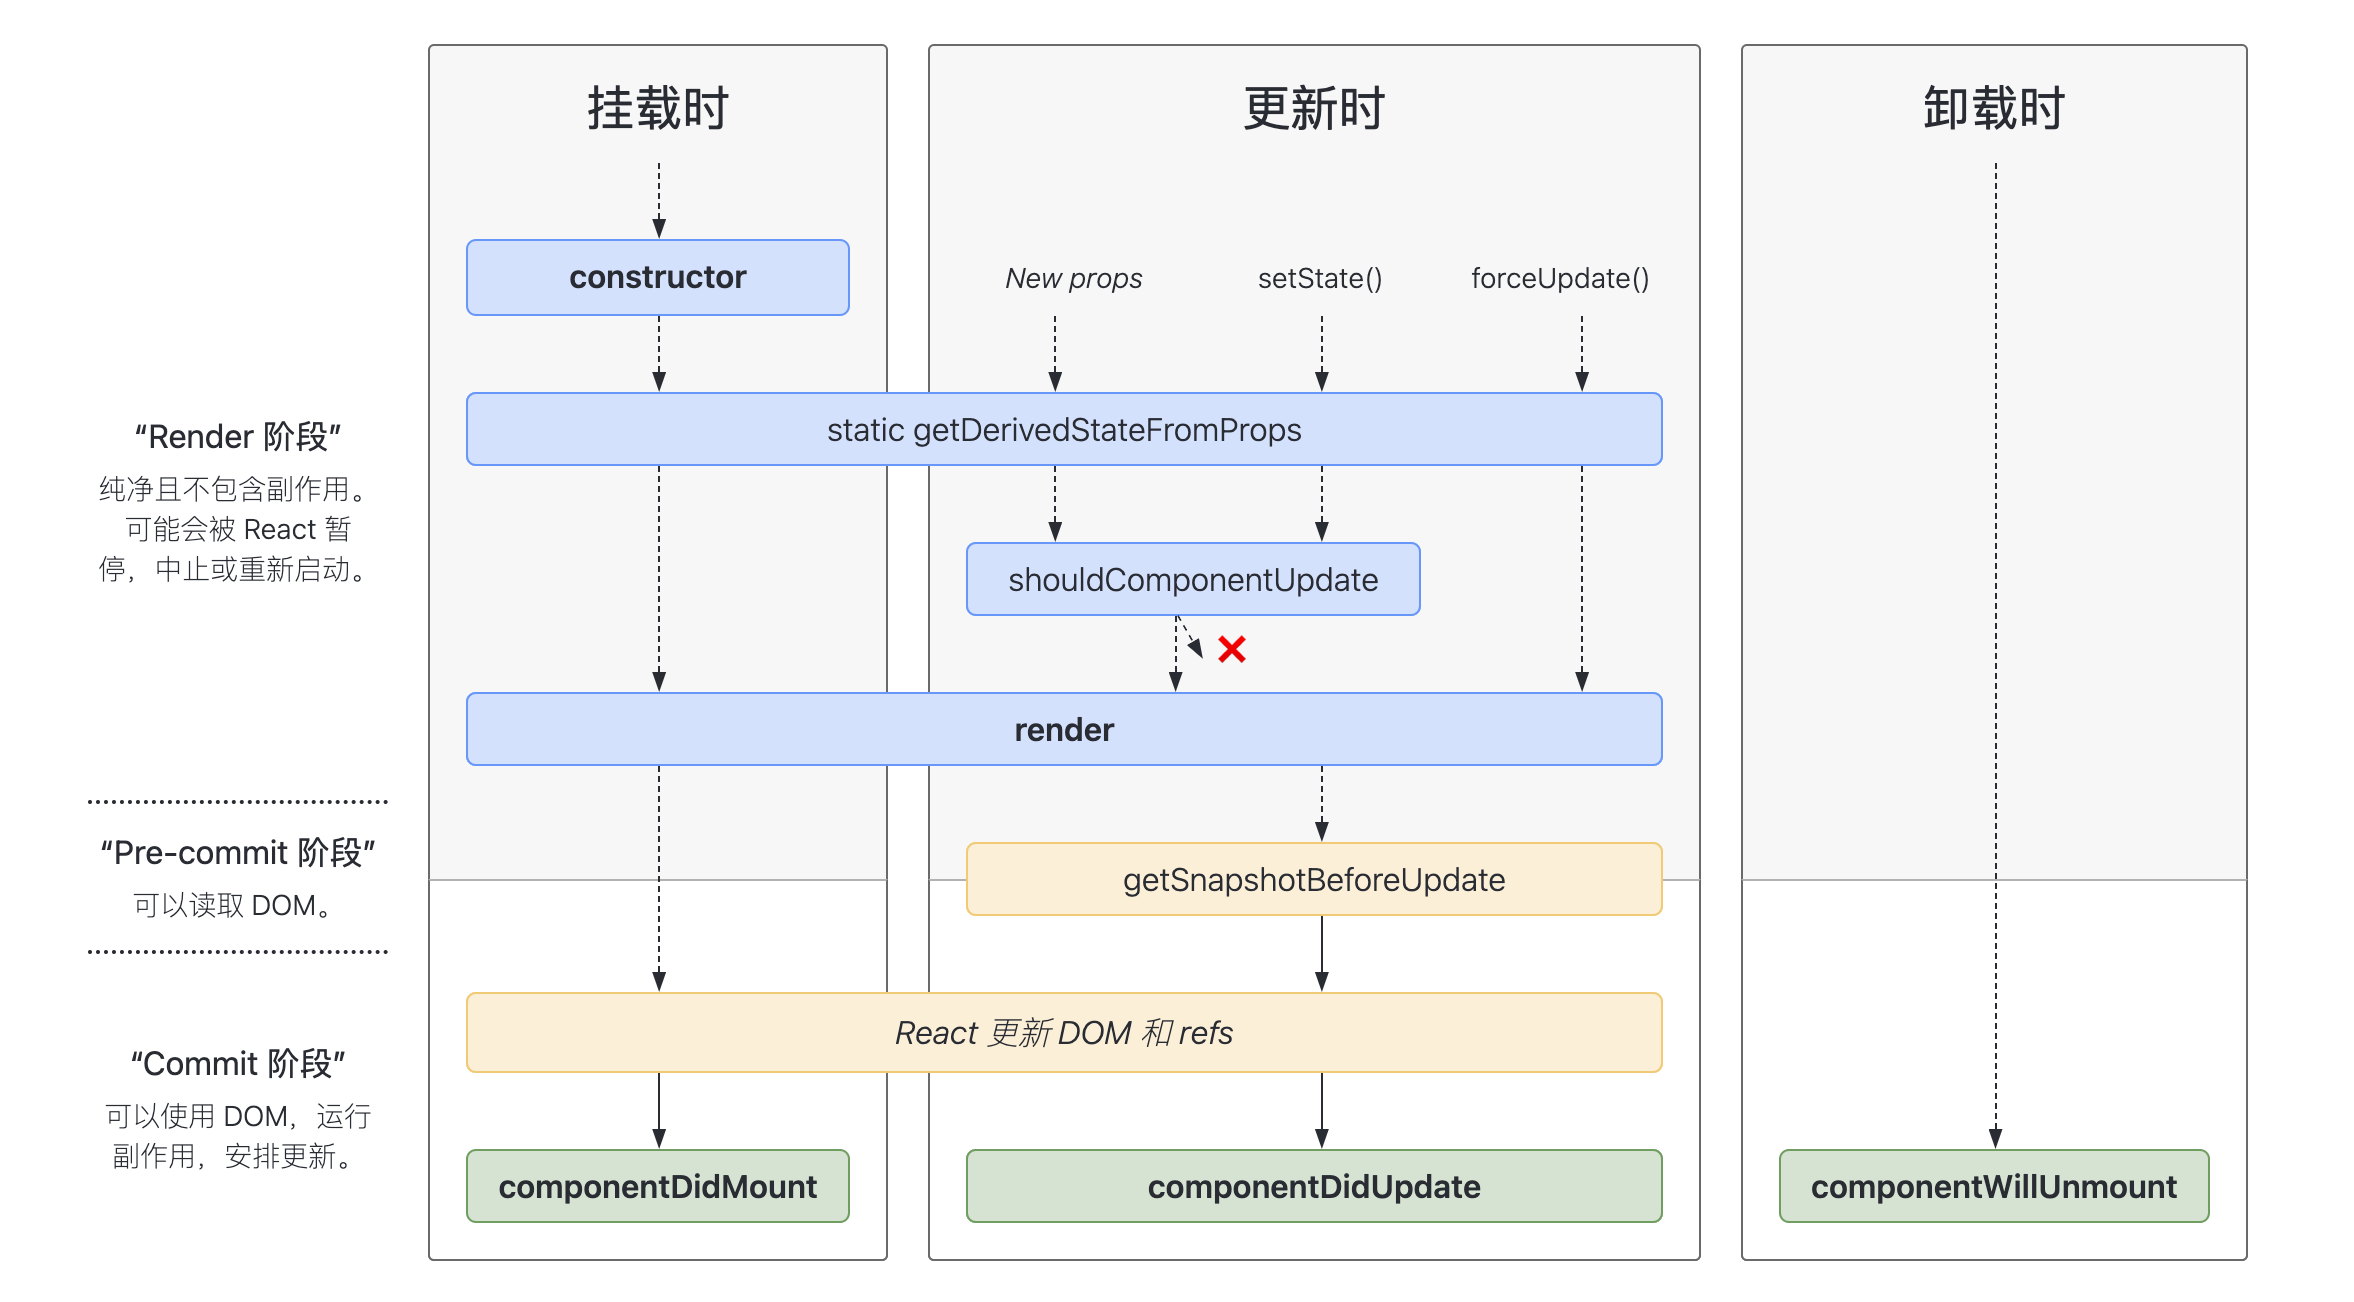 挂载时
更新时
卸载时
constructor
New props
setState()
forceUpdate()
static getDerivedStateFromProps
“Render 阶段”
纯净且不包含副作用。
可能会被 React 暂
停，中止或重新启动。
shouldComponentUpdate
render
“Pre-commit 阶段”
可以读取 DOM。
getSnapshotBeforeUpdate
React 更新 DOM 和 refs
“Commit 阶段”
可以使用 DOM，运行
副作用，安排更新。
componentDidMount
componentDidUpdate
componentWillUnmount